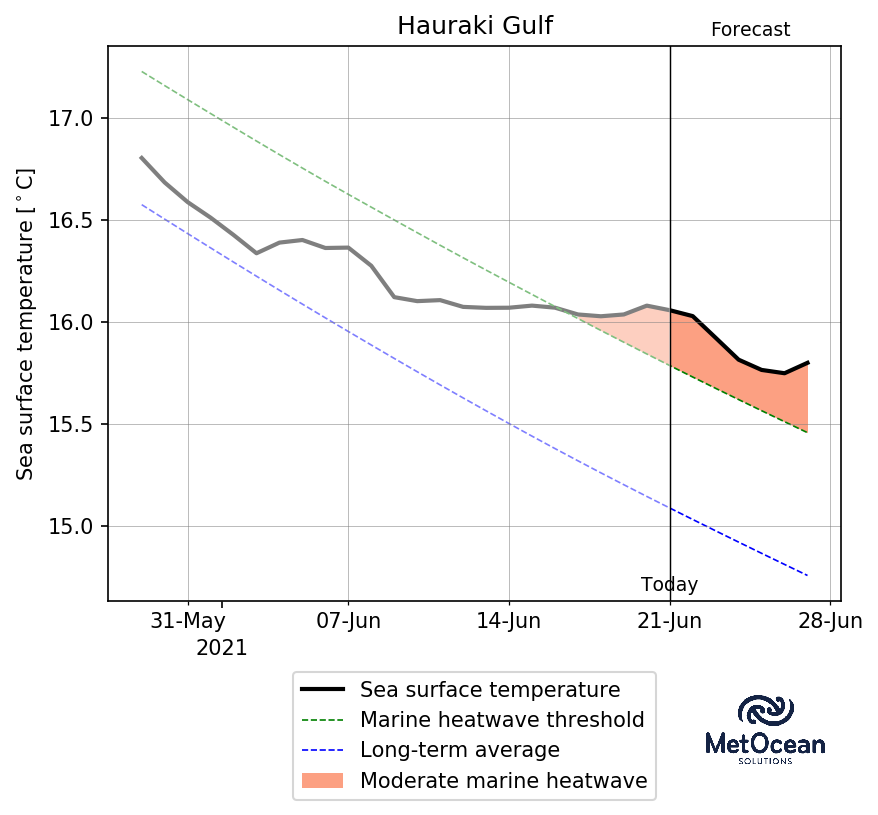 Hauraki Gulf
Forecast
Sea surface temperature [°C]
17.0
16.5
16.0
15.5
15.0
Today
31-May
07-Jun
14-Jun
21-Jun
28-Jun
2021
Sea surface temperature
Marine heatwave threshold
Long-term average
Moderate marine heatwave
MetOcean
SOLUTIONS